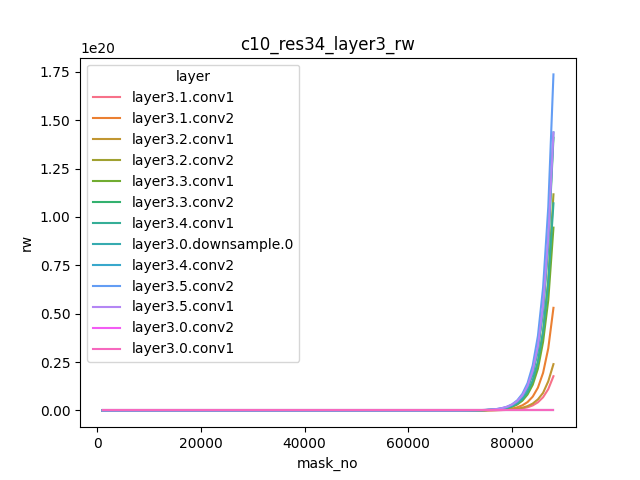 c10_res34_layer3_rw
1e20
1.75
1.50
1.25
1.00
0.75
0.50
0.25
0.00
rw
layer
layer3.1.conv1
layer3.1.conv2
layer3.2.conv1
layer3.2.conv2
layer3.3.conv1
layer3.3.conv2
layer3.4.conv1
layer3.0.downsample.0
layer3.4.conv2
layer3.5.conv2
layer3.5.conv1
layer3.0.conv2
layer3.0.conv1
0 20000 40000 60000 80000
mask_no